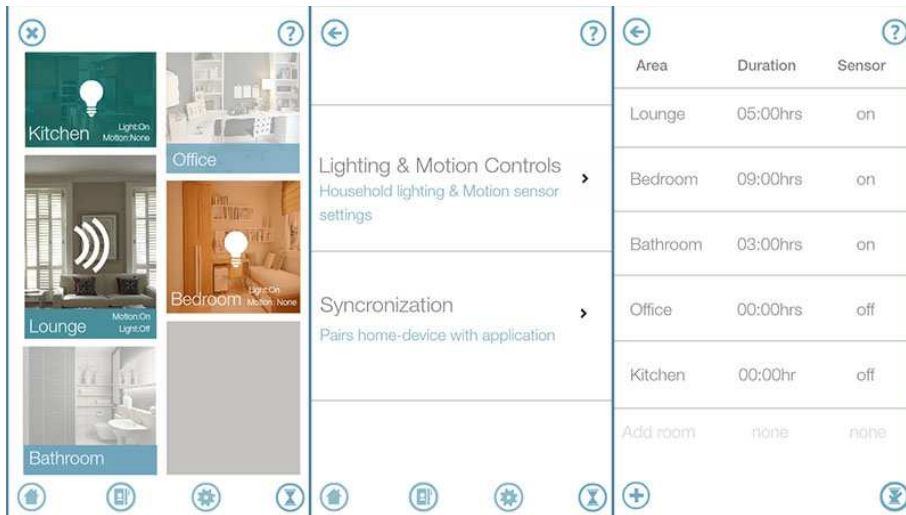 ?
Kitchen
Light:On
Motion:None
Office
Lounge
Motion:On
Light:Off
Bedroom
Light:On
Motion: None
Bathroom
?
Lighting & Motion Controls
Household lighting & Motion sensor
settings
Syncronization
Pairs home-device with application
?
Area Duration Sensor
Lounge 05:00hrs on
Bedroom 09:00hrs on
Bathroom 03:00hrs on
Office 00:00hrs off
Kitchen 00:00hr off
Add room none none